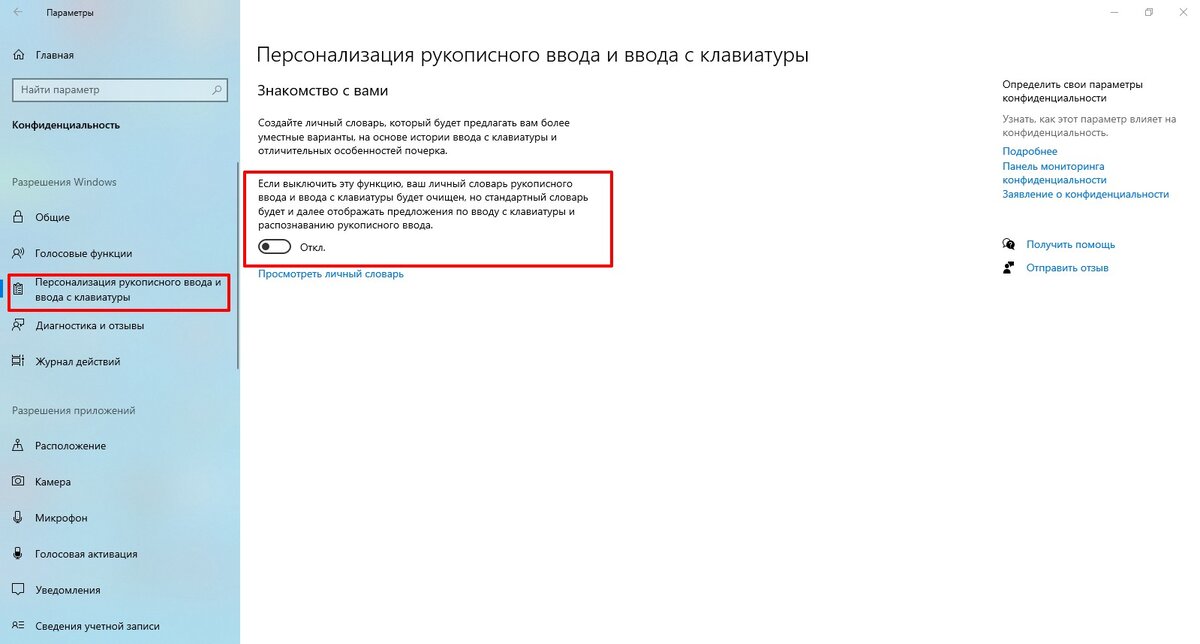 Параметры
Главная
Найти параметр
Конфиденциальность
Разрешения Windows
Общие
Голосовые функции
Персонализация рукописного ввода и
ввода с клавиатуры
Диагностика и отзывы
Журнал действий
Разрешения приложений
Расположение
Камера
Микрофон
Голосовая активация
Уведомления
Сведения учетной записи
Персонализация рукописного ввода и ввода с клавиатуры
Знакомство с вами
Создайте личный словарь, который будет предлагать вам более
уместные варианты, на основе истории ввода с клавиатуры и
отличительных особенностей почерка.
Если выключить эту функцию, ваш личный словарь рукописного
ввода и ввода с клавиатуры будет очищен, но стандартный словарь
будет и далее отображать предложения по вводу с клавиатуры и
распознаванию рукописного ввода.
Откл.
Просмотреть личный словарь
Определить свои параметры
конфиденциальности
Узнать, как этот параметр влияет на
конфиденциальность.
Подробнее
Панель мониторинга
конфиденциальности
Заявление о конфиденциальности
Получить помощь
Отправить отзыв